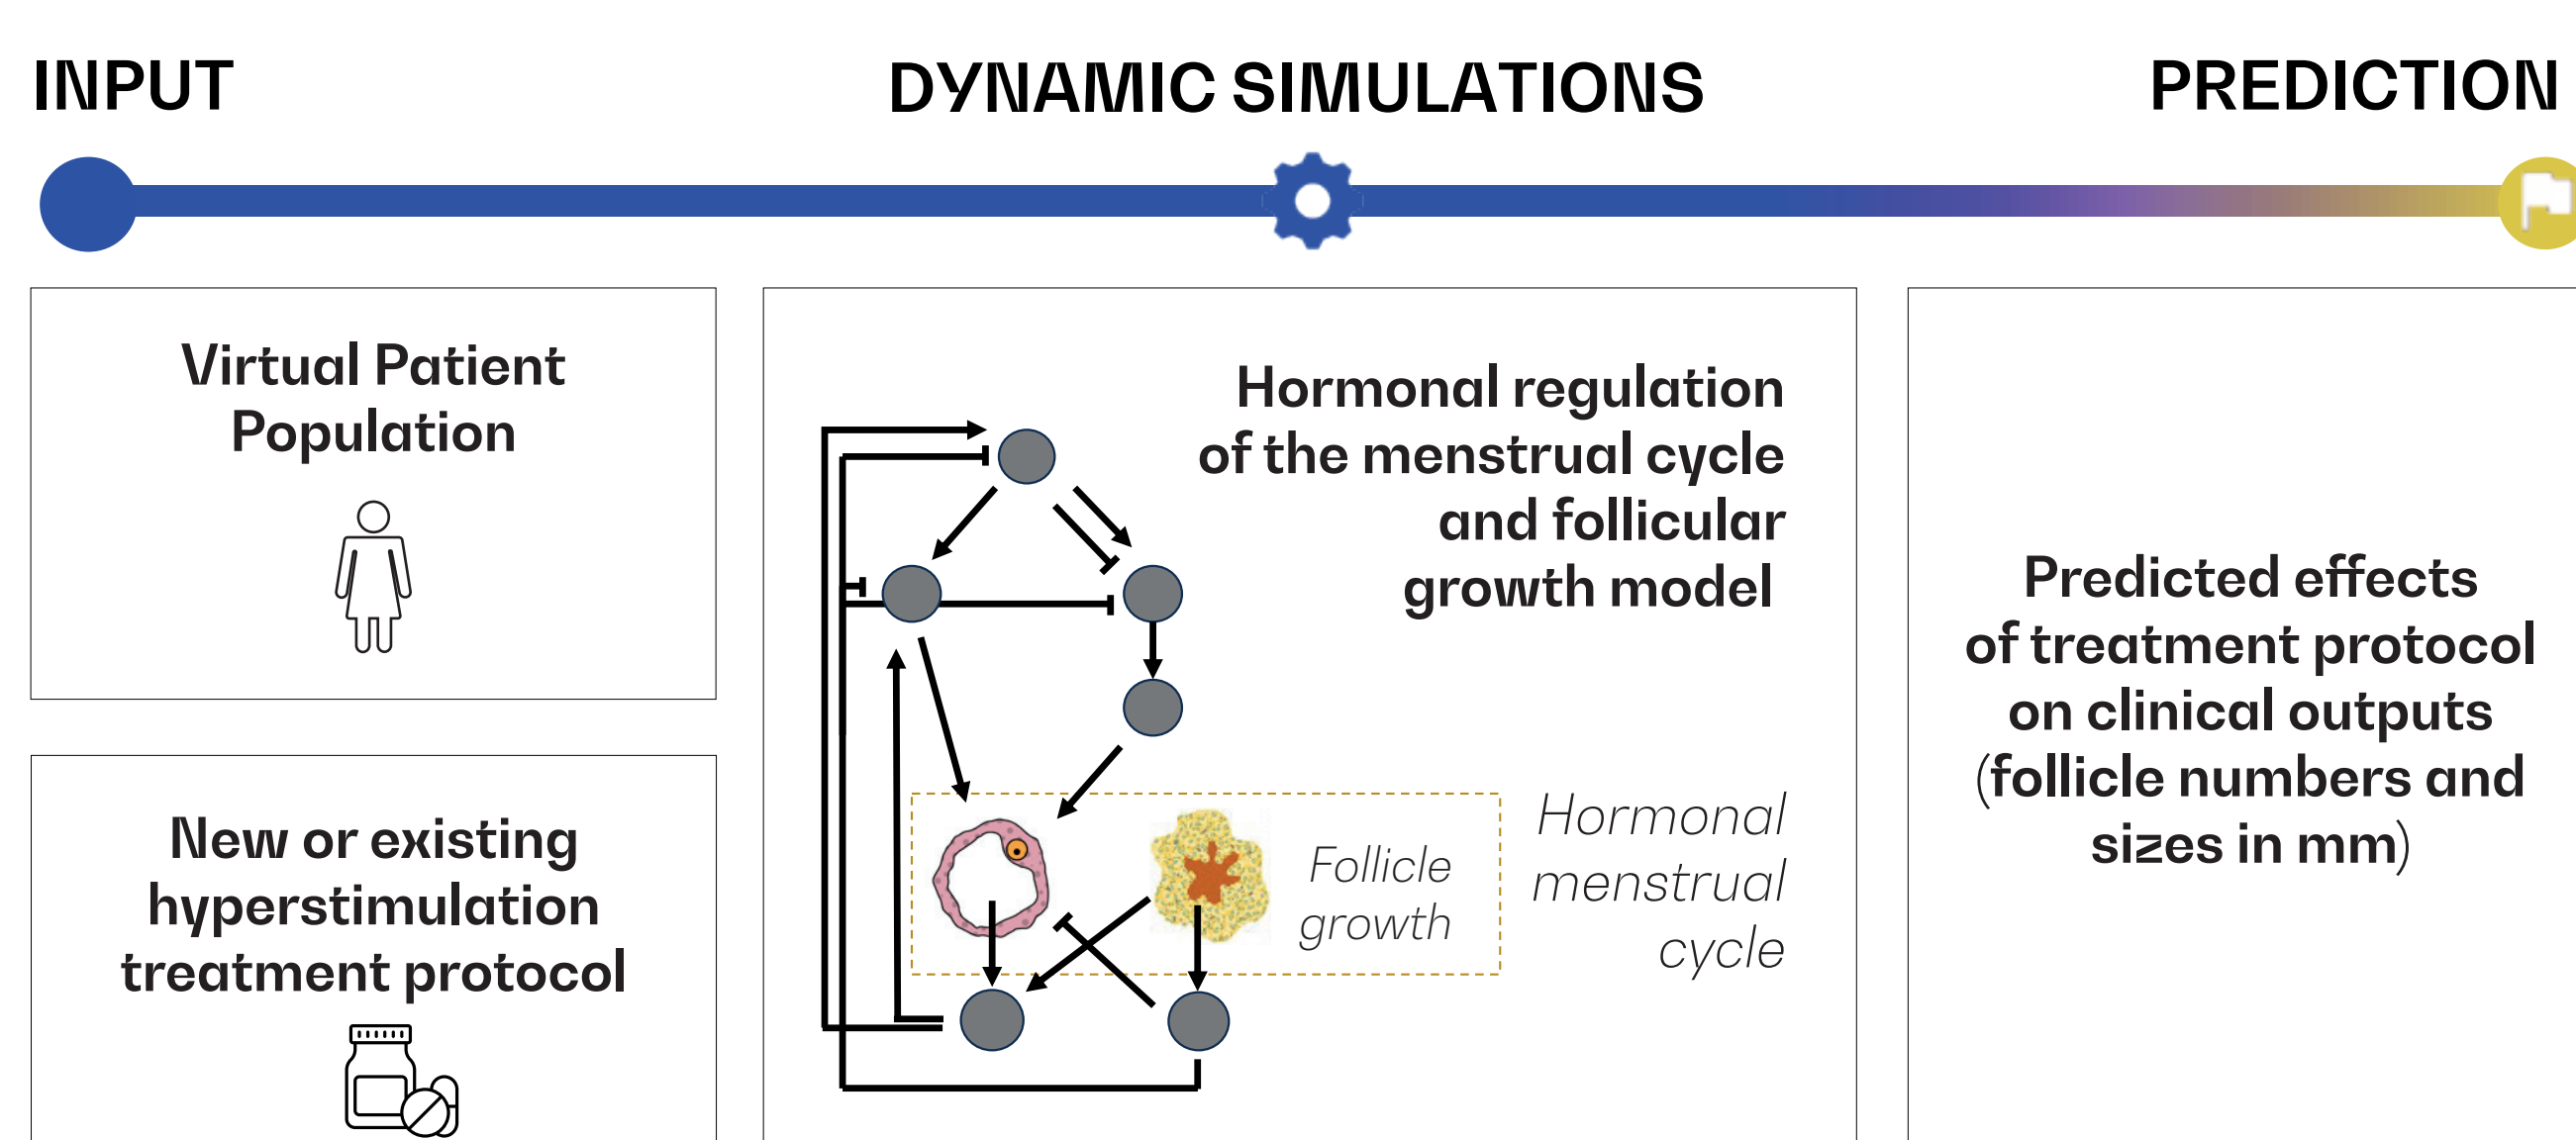 INPUT
DYNAMIC SIMULATIONS
PREDICTION
Virtual Patient
Population
New or existing
hyperstimulation
treatment protocol
Hormonal regulation
of the menstrual cycle
and follicular
growth model
Follicle
growth
Hormonal
menstrual
cycle
Predicted effects
of treatment protocol
on clinical outputs
(follicle numbers and
sizes in mm)